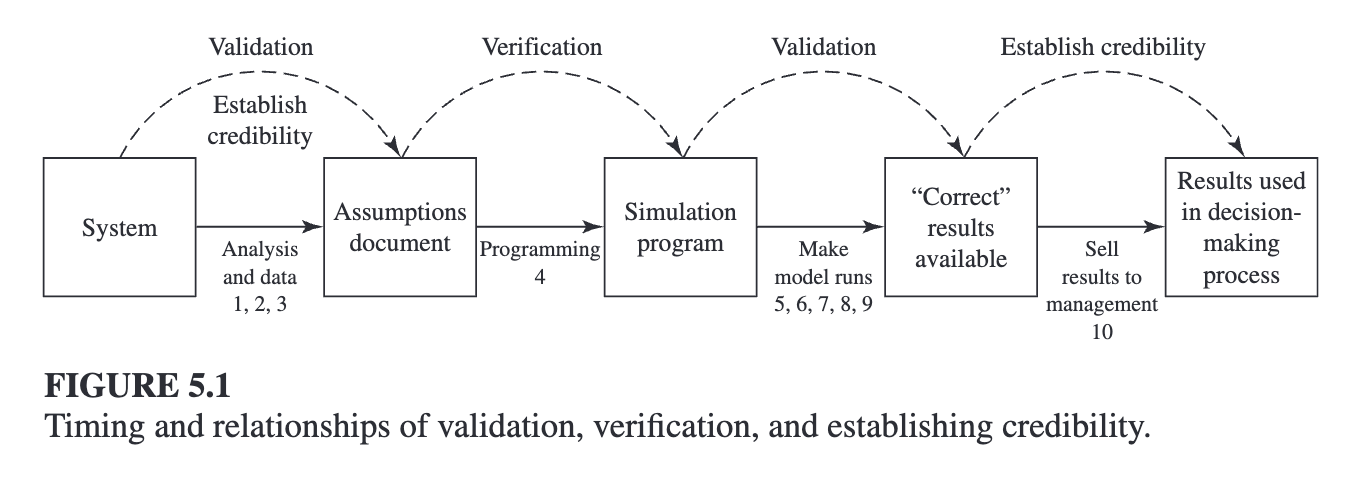 Validation
Establish
credibility
Verification
Validation
Establish credibility
System
Analysis
and data
1, 2, 3
Assumptions
document
Programming
4
Simulation
program
Make
model runs
5, 6, 7, 8, 9
“Correct”
results
available
Sell
results to
management
10
Results used
in decision-
making
process
FIGURE 5.1
Timing and relationships of validation, verification, and establishing credibility.